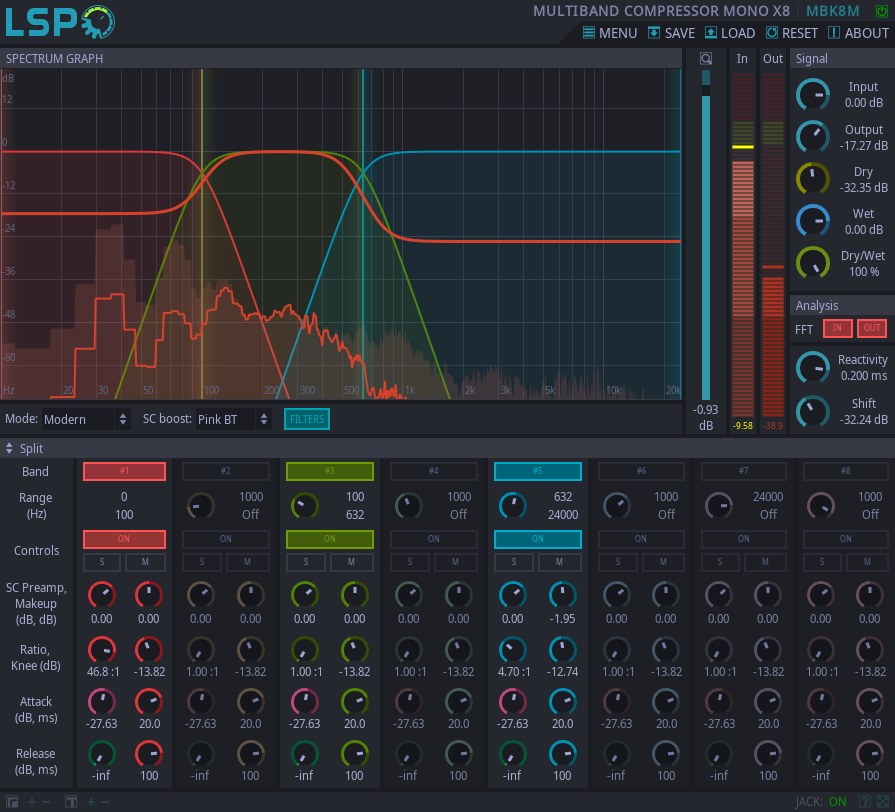 LSP
MULTIBAND COMPRESSOR MONO X8 MBK8M
MENU SAVE LOAD RESET ABOUT
SPECTRUM GRAPH
In Out
Signal
dB
12
0
-12
-24
-36
-48
-60
Hz 20 30 50 100 200 300 500 1k 2k 3k 5k 10k 20k
Input
0.00 dB
Output
-17.27 dB
Dry
-32.35 dB
Wet
0.00 dB
Dry/Wet
100 %
Analysis
FFT IN OUT
Reactivity
0.200 ms
Shift
-32.24 dB
-0.93
dB
-9.58 -38.9
Mode: Modern SC boost: Pink BT FILTERS
Split
Band #1 #2 #3 #4 #5 #6 #7 #8
Range
(Hz)
0 1000 100 1000 632 1000 24000 1000
100 Off 632 Off 24000 Off Off Off
Controls
ON ON ON ON ON ON ON ON
S M S M S M S M S M S M S M S M
SC Preamp,
Makeup
(dB, dB)
0.00 0.00 0.00 0.00 0.00 0.00 0.00 0.00 0.00 -1.95 0.00 0.00 0.00 0.00 0.00 0.00
Ratio,
Knee (dB)
46.8 :1 -13.82 1.00 :1 -13.82 1.00 :1 -13.82 1.00 :1 -13.82 4.70 :1 -12.74 1.00 :1 -13.82 1.00 :1 -13.82 1.00 :1 -13.82
Attack
(dB, ms)
-27.63 20.0 -27.63 20.0 -27.63 20.0 -27.63 20.0 -27.63 20.0 -27.63 20.0 -27.63 20.0 -27.63 20.0
Release
(dB, ms)
-inf 100 -inf 100 -inf 100 -inf 100 -inf 100 -inf 100 -inf 100 -inf 100
JACK: ON